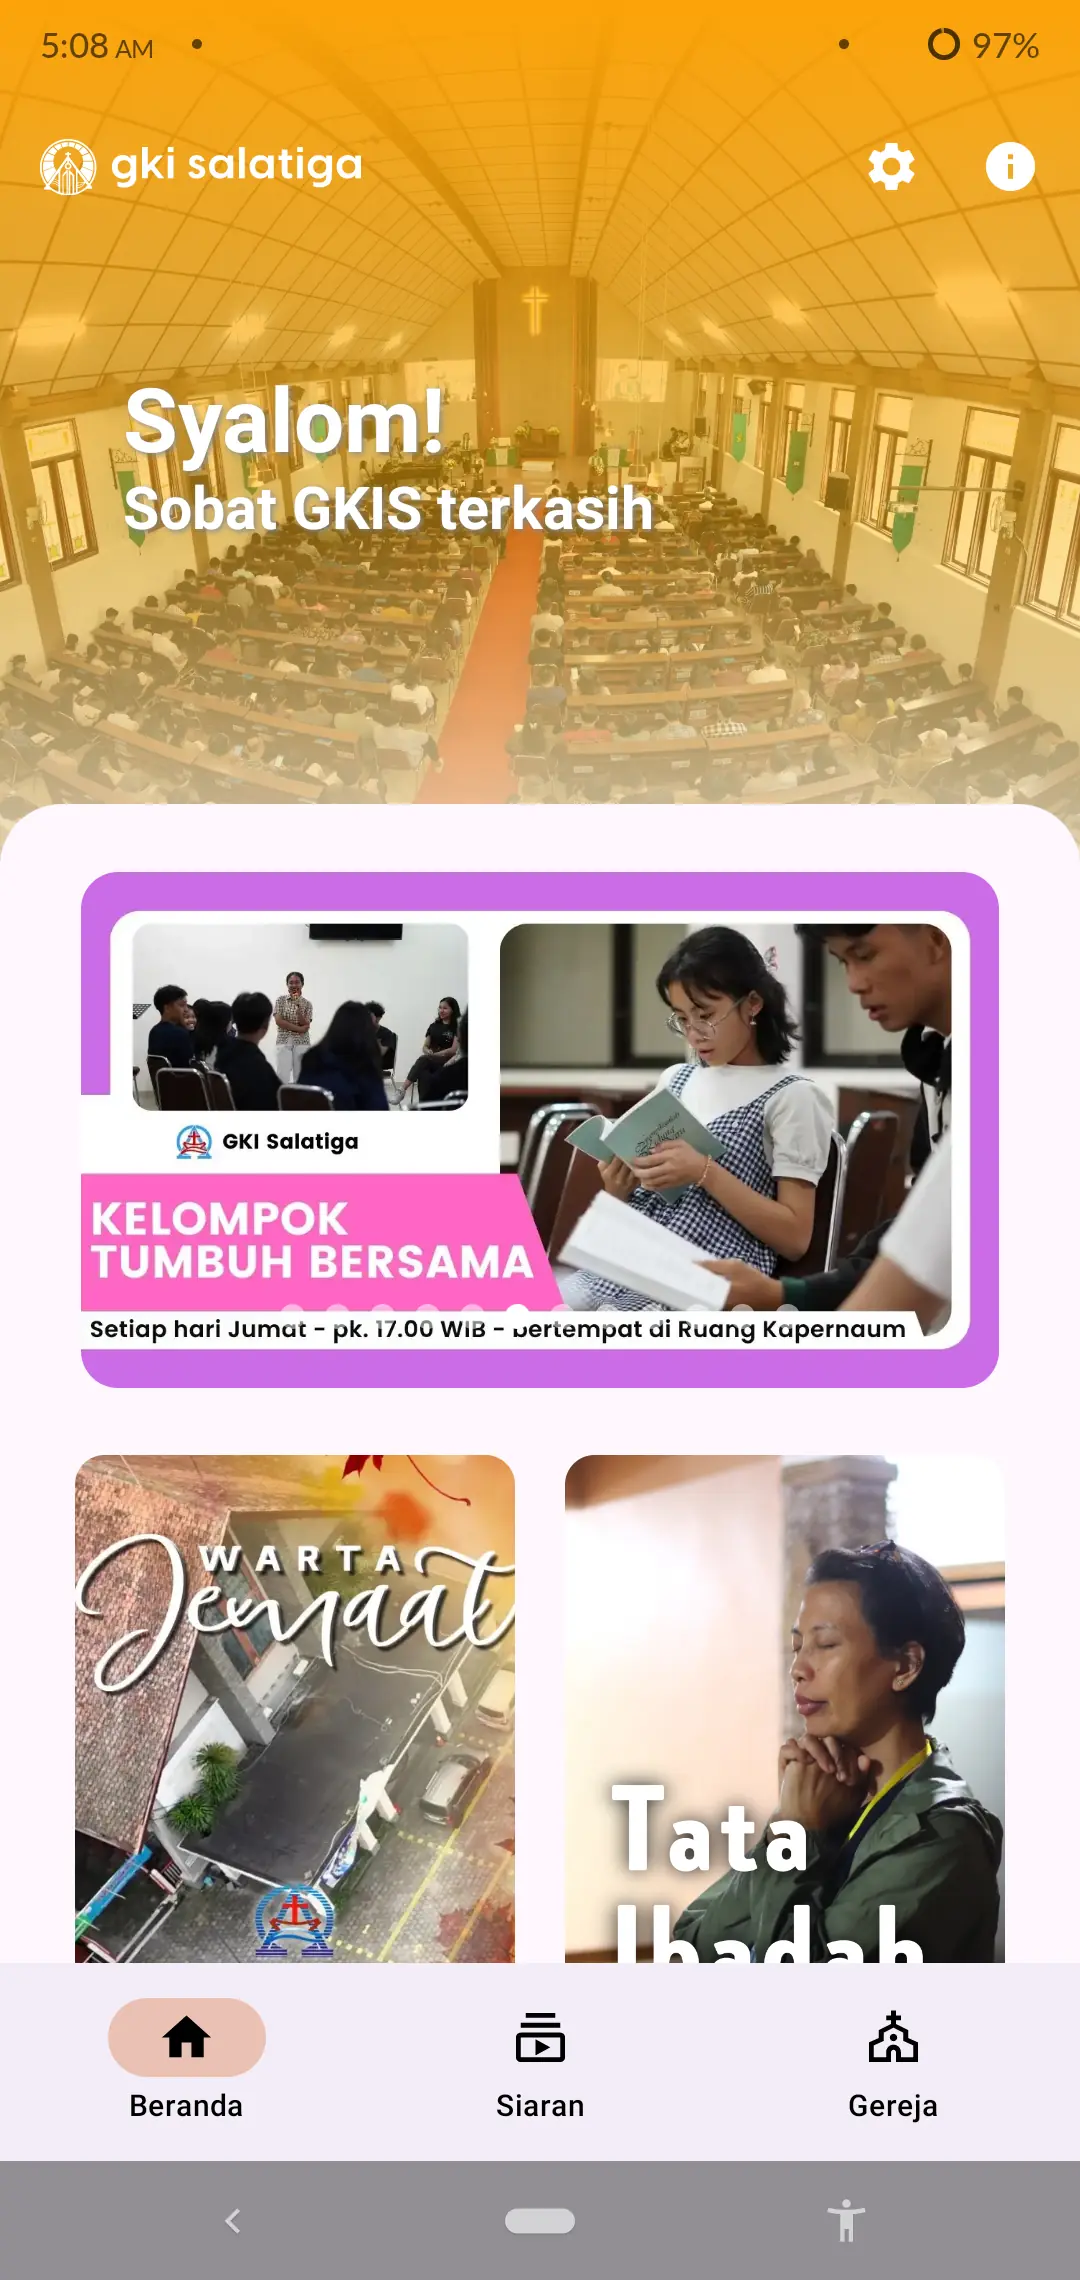 5:08 AM
97%
gki salatiga
Syalom!
Sobat GKIS terkasih
GKI Salatiga
KELOMPOK
TUMBUH BERSAMA
Setiap hari Jumat - pk. 17.00 WIB - bertempat di Ruang Kapernaum
WARTA
Jemaat
Tata
Ibadah
Beranda
Siaran
Gereja